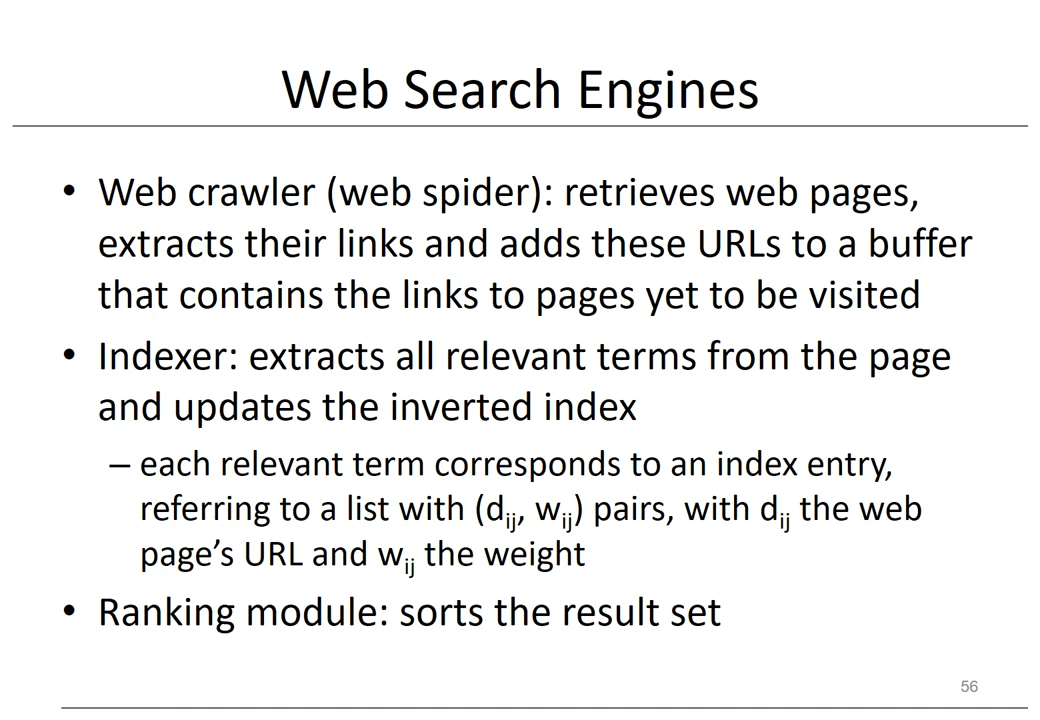 Web Search Engines
• Web crawler (web spider): retrieves web pages,
extracts their links and adds these URLs to a buffer
that contains the links to pages yet to be visited
• Indexer: extracts all relevant terms from the page
and updates the inverted index
– each relevant term corresponds to an index entry,
referring to a list with (dij, wij) pairs, with dij the web
page’s URL and wij the weight
• Ranking module: sorts the result set
56